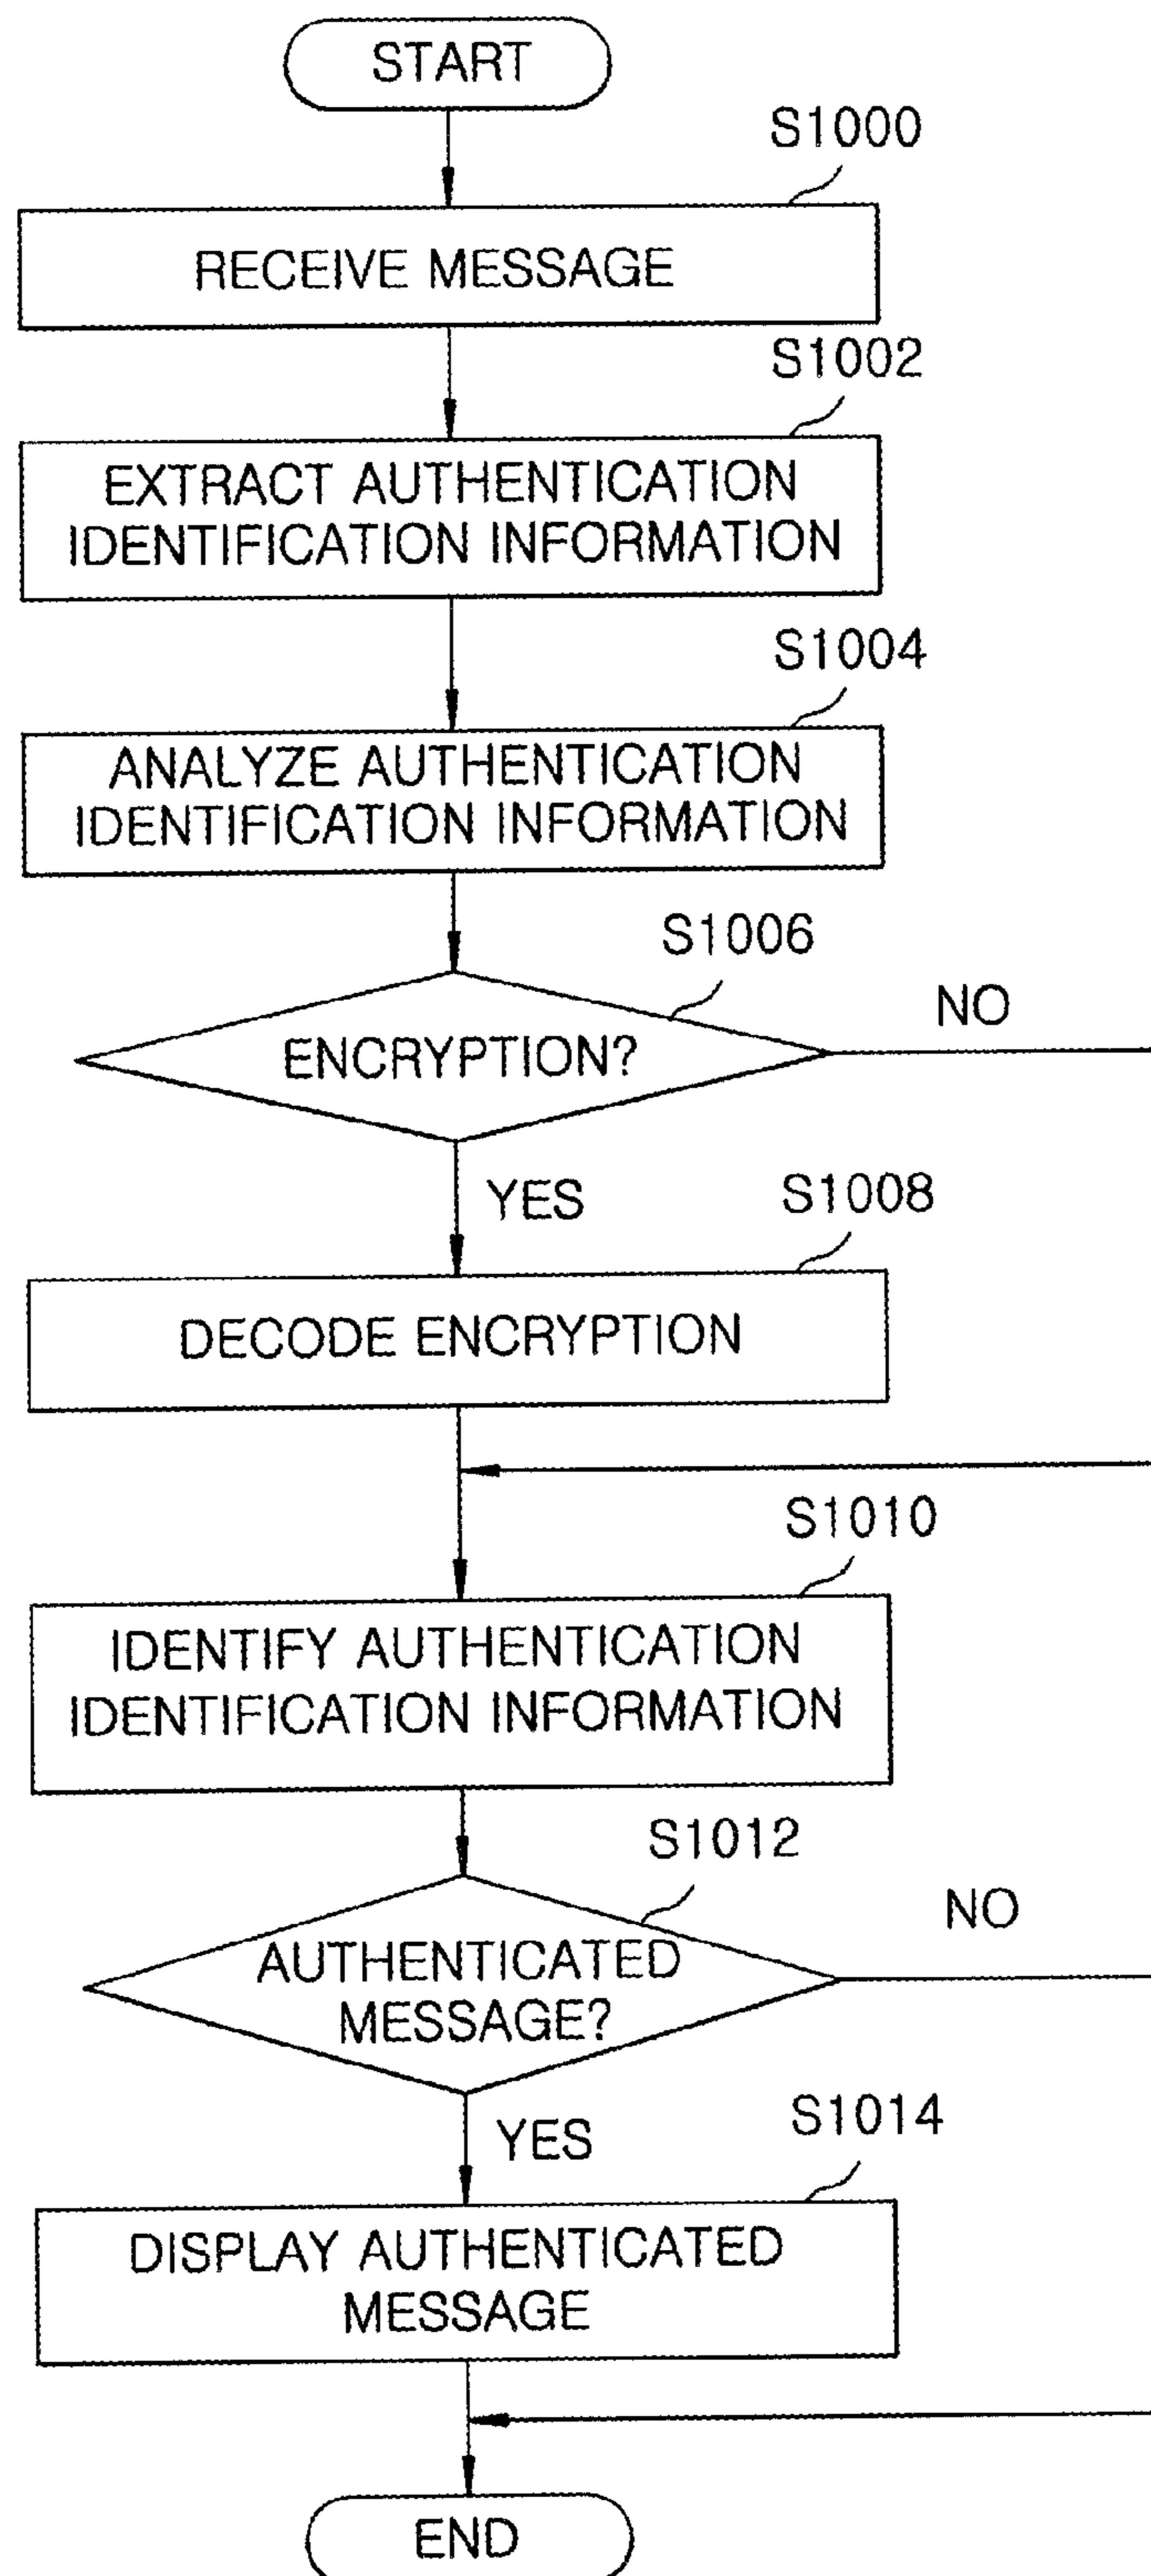 START
S1000
RECEIVE MESSAGE
S1002
EXTRACT AUTHENTICATION
IDENTIFICATION INFORMATION
S1004
ANALYZE AUTHENTICATION
IDENTIFICATION INFORMATION
S1006
NO
ENCRYPTION?
YES
S1008
DECODE ENCRYPTION
S1010
IDENTIFY AUTHENTICATION
IDENTIFICATION INFORMATION
S1012
NO
AUTHENTICATED
MESSAGE?
YES
S1014
DISPLAY AUTHENTICATED
MESSAGE
END